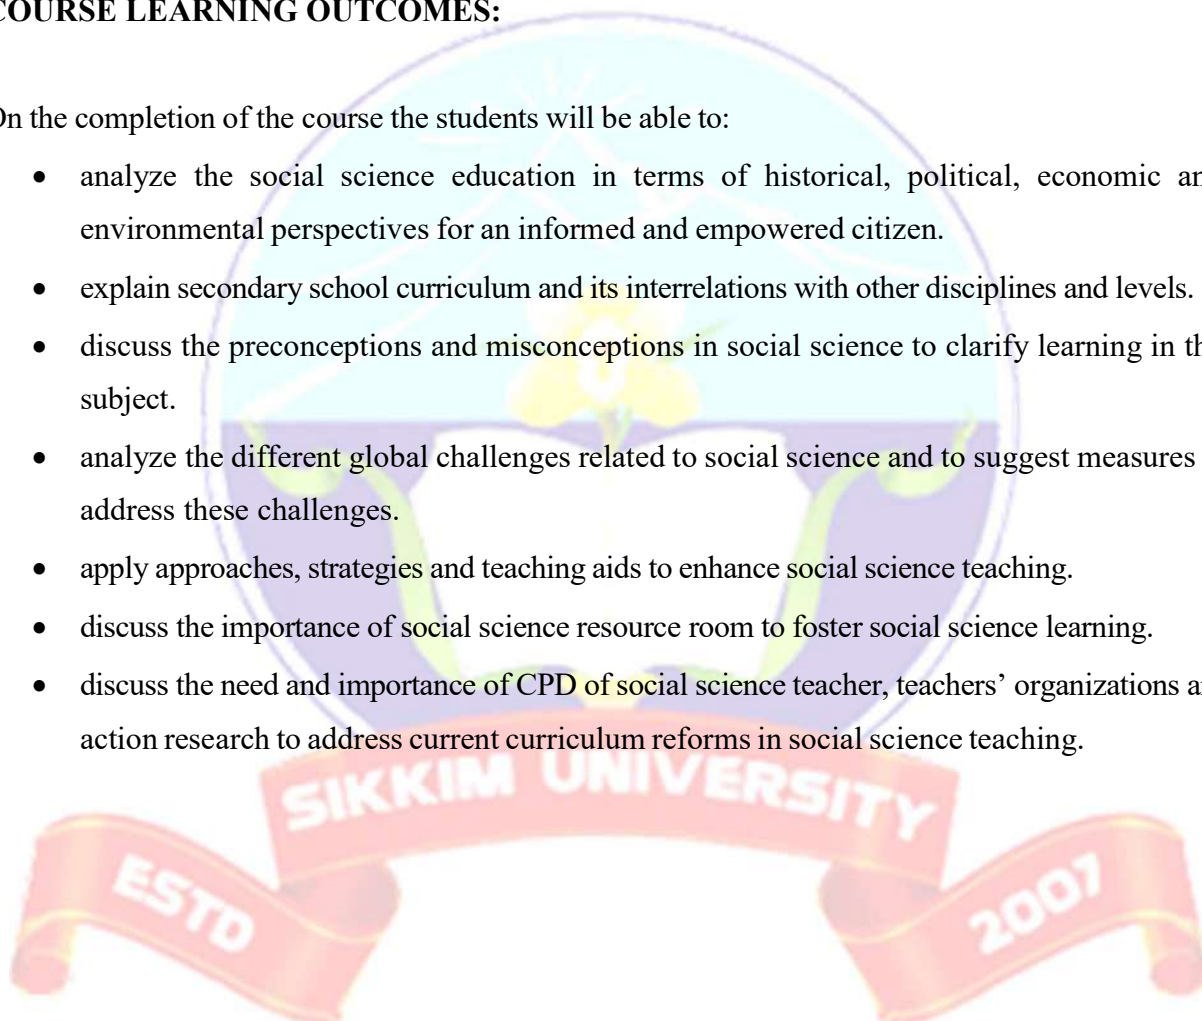 COURSE LEARNING OUTCOMES:
On the completion of the course the students will be able to:
• analyze the social science education in terms of historical, political, economic an
environmental perspectives for an informed and empowered citizen.
• explain secondary school curriculum and its interrelations with other disciplines and levels.
• discuss the preconceptions and misconceptions in social science to clarify learning in th
subject.
• analyze the different global challenges related to social science and to suggest measures
address these challenges.
• apply approaches, strategies and teaching aids to enhance social science teaching.
• discuss the importance of social science resource room to foster social science learning.
• discuss the need and importance of CPD of social science teacher, teachers’ organizations a
action research to address current curriculum reforms in social science teaching.
SIKKIM UNIVERSITY
ESTD
2007